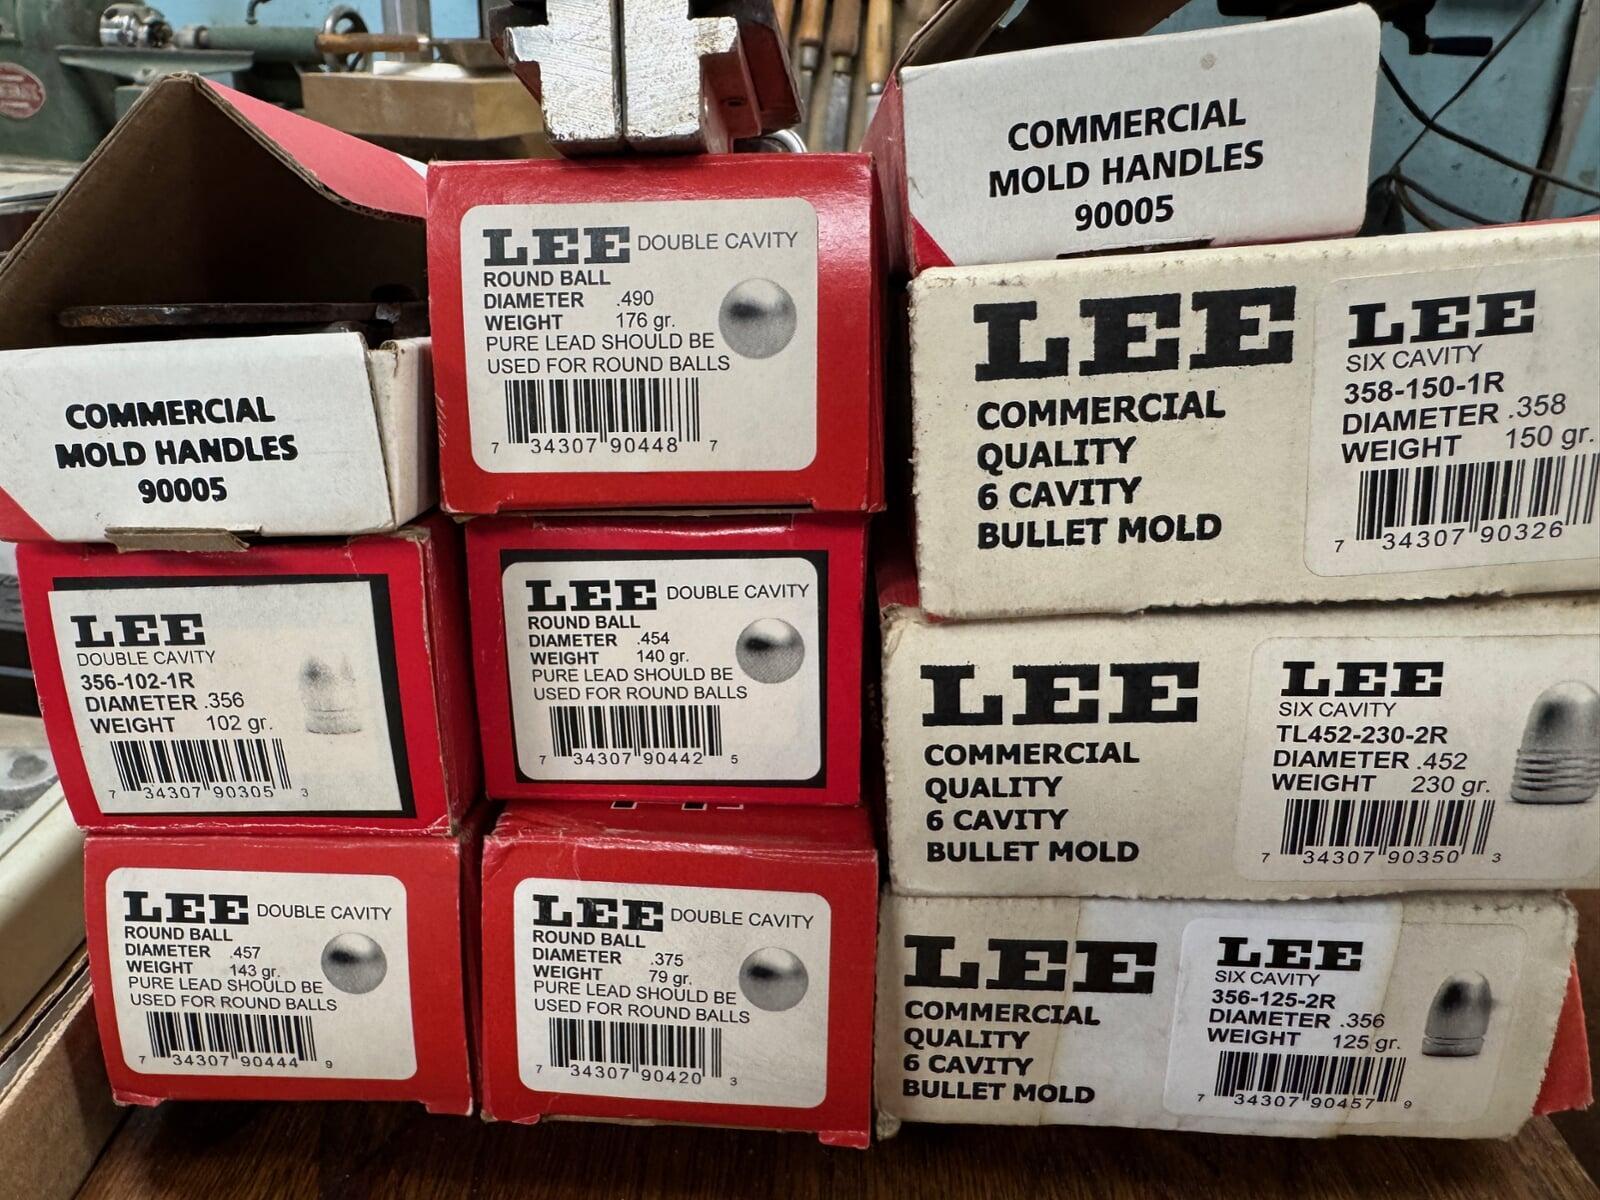 COMMERCIAL
MOLD HANDLES
90005
COMMERCIAL
MOLD HANDLES
90005
LEE DOUBLE CAVITY
ROUND BALL
DIAMETER .490
WEIGHT 176 gr.
PURE LEAD SHOULD BE
USED FOR ROUND BALLS
7 34307 90448 7
LEE
COMMERCIAL
QUALITY
6 CAVITY
BULLET MOLD
LEE
SIX CAVITY
358-150-1R
DIAMETER .358
WEIGHT 150 gr.
7 34307 90326
LEE
DOUBLE CAVITY
356-102-1R
DIAMETER .356
WEIGHT 102 gr.
7 34307 90305 3
LEE DOUBLE CAVITY
ROUND BALL
DIAMETER .454
WEIGHT 140 gr.
PURE LEAD SHOULD BE
USED FOR ROUND BALLS
7 34307 90442 5
LEE
COMMERCIAL
QUALITY
6 CAVITY
BULLET MOLD
LEE
SIX CAVITY
TL452-230-2R
DIAMETER .452
WEIGHT 230 gr.
7 34307 90350 3
LEE DOUBLE CAVITY
ROUND BALL
DIAMETER .457
WEIGHT 143 gr.
PURE LEAD SHOULD BE
USED FOR ROUND BALLS
7 34307 90444 9
LEE DOUBLE CAVITY
ROUND BALL
DIAMETER .375
WEIGHT 79 gr.
PURE LEAD SHOULD BE
USED FOR ROUND BALLS
7 34307 90420 3
LEE
COMMERCIAL
QUALITY
6 CAVITY
BULLET MOLD
LEE
SIX CAVITY
356-125-2R
DIAMETER .356
WEIGHT 125 gr.
7 34307 90457 9